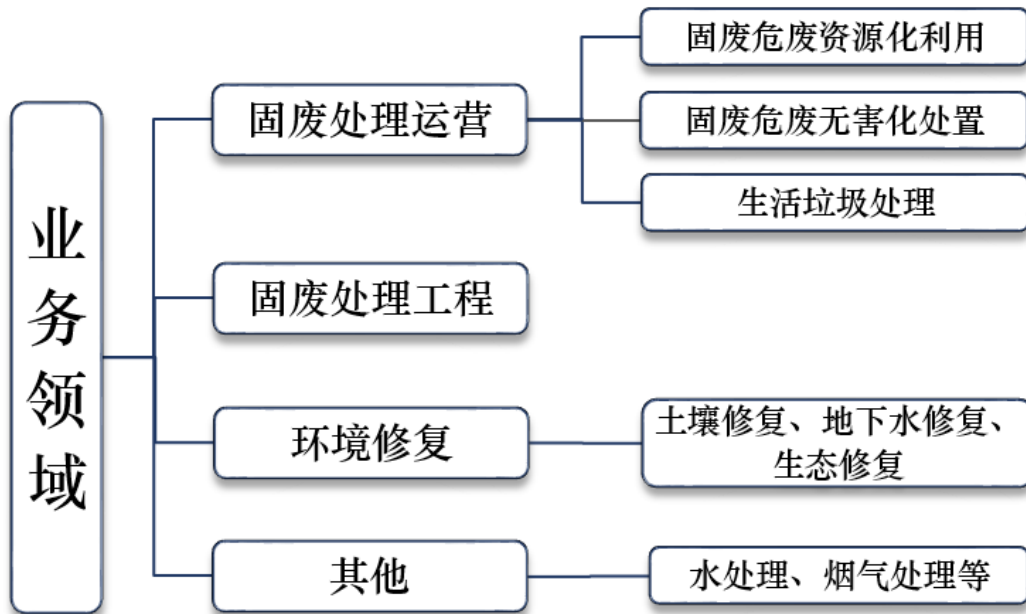 业务领域
固废处理运营
固废危废资源化利用
固废危废无害化处置
生活垃圾处理
固废处理工程
环境修复
土壤修复、地下水修复、
生态修复
其他
水处理、烟气处理等